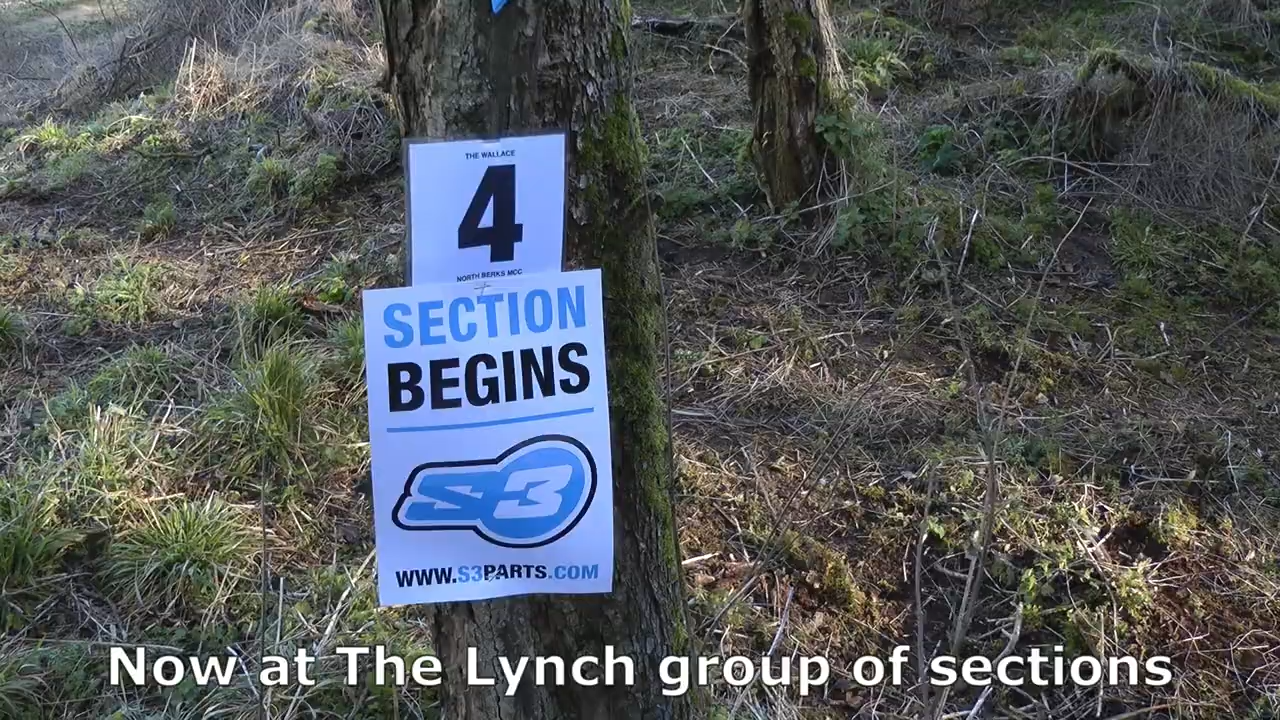 THE WALLACE
4
NORTH BERKS MCC
SECTION
BEGINS
S3
WWW.S3PARTS.COM
Now at The Lynch group of sections